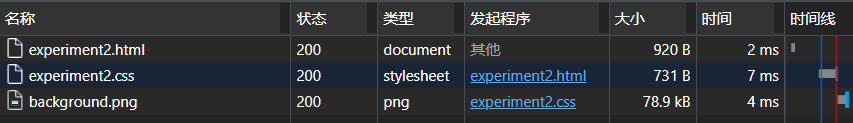 名称 状态 类型 发起程序 大小 时间 时间线
experiment2.html 200 document 其他 920 B 2 ms
experiment2.css 200 stylesheet experiment2.html 731 B 7 ms
background.png 200 png experiment2.css 78.9 kB 4 ms